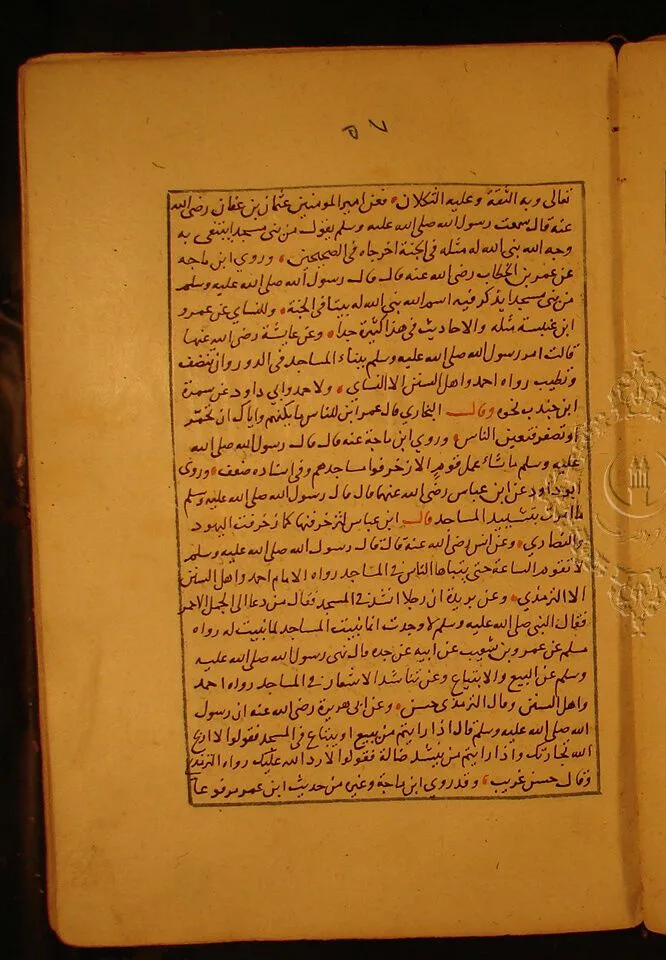 ٥٧
تعالى وبه الثقة وعليه التكلان فعن امير المومنين عثمان بن عفان رضي الله
عنه قال سمعت رسول الله صلى الله عليه وسلم يقول من بنى مسجدا يبتغى به
وجه الله بنى الله له مثله في الجنة اخرجاه في الصحيحين وروي ابن ماجه
عن عمر بن الخطاب رضي الله عنه قال قال رسول الله صلى الله عليه وسلم
من بنى مسجدا يذكر فيه اسم الله بنى الله له بيتا في الجنة وللنساي عن عمرو
ابن عنبسة مثله والاحاديث في هذا كثيرة جدا وعن عايشة رضي الله عنها
قالت امر رسول الله صلى الله عليه وسلم ببناء المساجد في الدور وان تنظف
وتطيب رواه احمد واهل السنن الا النساي ولاحمد وابي داود عن سمرة
ابن جندب نحوه وقال البخاري قال عمر ابن للناس ما يكنهم واياك ان تحمر
او تصفر فتفتن الناس وروي ابن ماجة عنه قال قال رسول الله صلى الله
عليه وسلم ما ساء عمل قوم الا زخرفوا مساجدهم وفي اسناده ضعف وروى
ابو داود عن ابن عباس رضي الله عنهما قال قال رسول الله صلى الله عليه وسلم
ما امرت بتشييد المساجد قال ابن عباس لتزخرفنها كما زخرفت اليهود
والنصارى وعن انس رضي الله عنه قال قال رسول الله صلى الله عليه وسلم
لا تقوم الساعة حتى يتباها الناس في المساجد رواه الامام احمد واهل السنن
الا الترمذي وعن بريدة ان رجلا انشد في المسجد فقال من دعا الى الجمل الاحمر
فقال النبي صلى الله عليه وسلم لا وجدت انما بنيت المساجد لما بنيت له رواه
مسلم عن عمرو بن شعيب عن ابيه عن جده قال نهى رسول الله صلى الله عليه
وسلم عن البيع والابتياع وعن تناشد الاشعار في المساجد رواه احمد
واهل السنن وقال الترمذي حسن وعن ابي هريرة رضي الله عنه ان رسول
الله صلى الله عليه وسلم قال اذا رايتم من يبيع او يبتاع في المسجد فقولوا لا اربح
الله تجارتك واذا رايتم من ينشد ضالة فقولوا لا رد الله عليك رواه الترمذي
وقال حسن غريب وقد روي ابن ماجة وغيره من حديث ابن عمر مرفوعا